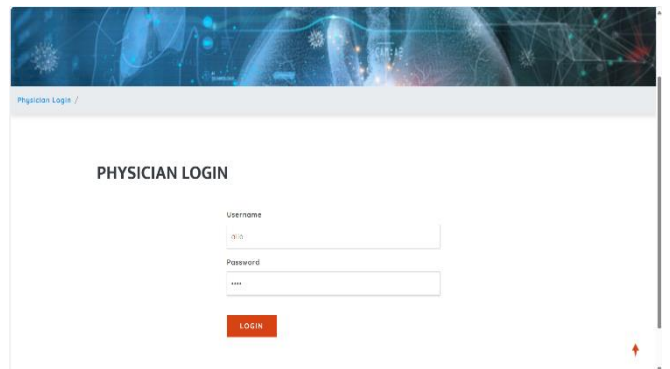 Physician Login /
PHYSICIAN LOGIN
Username
Password
••••
LOGIN